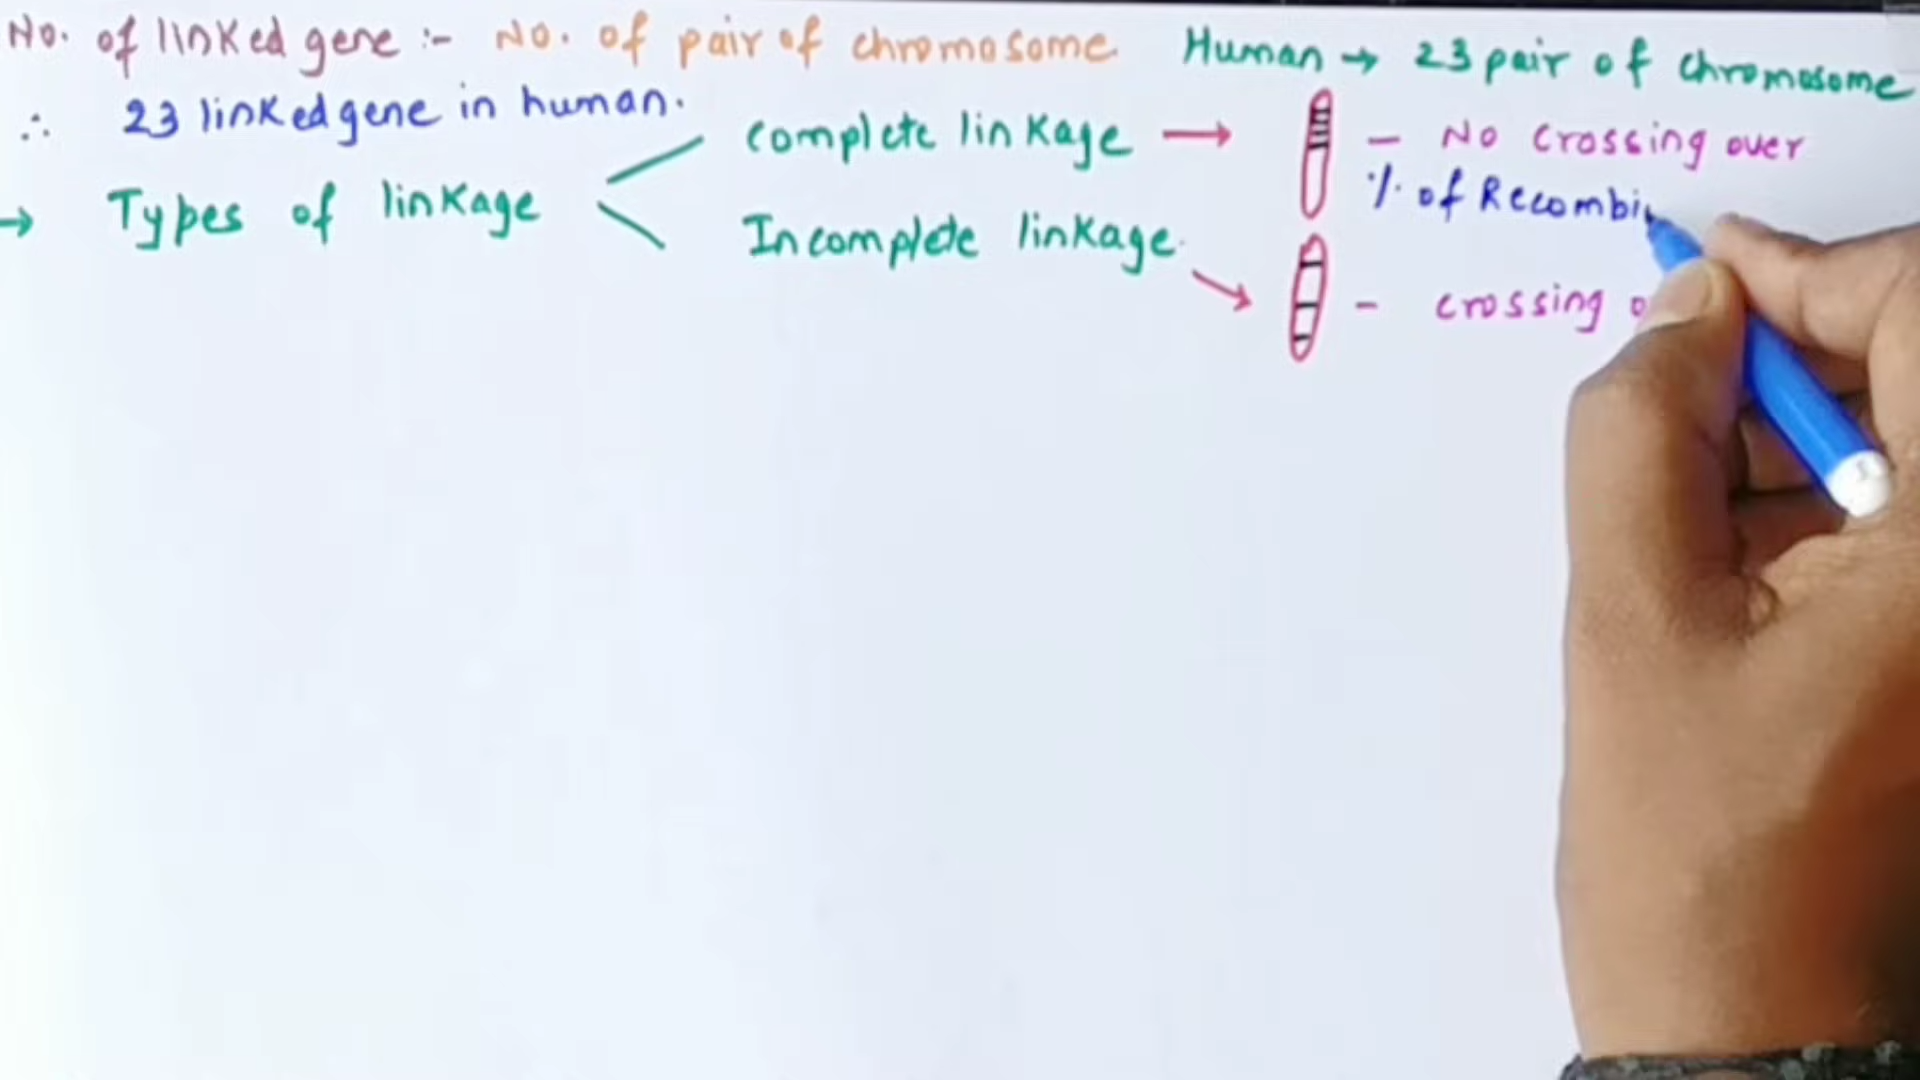 No. of linked gene :- No. of pair of chromosome
Human → 23 pair of chromosome
∴ 23 linked gene in human.
→ Types of linkage
complete linkage → - No crossing over
% of Recombi
Incomplete linkage. → - crossing o